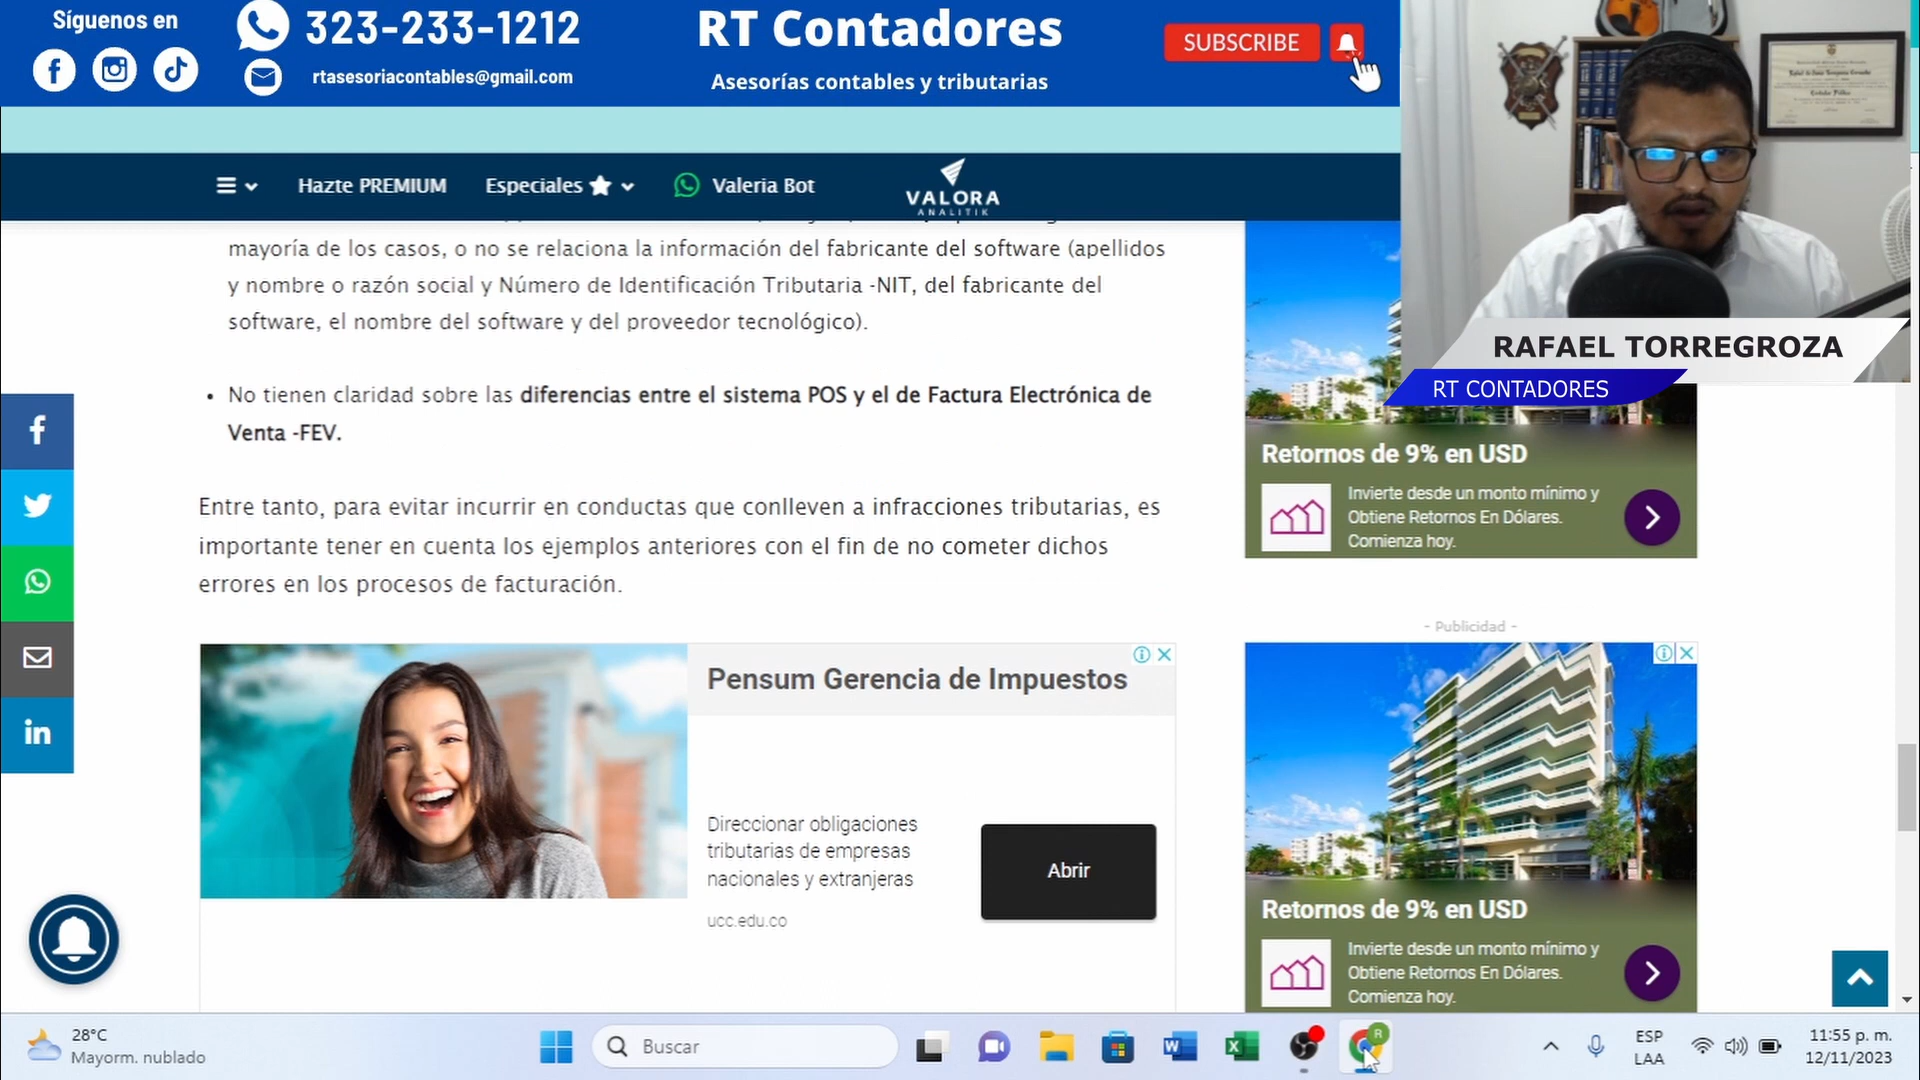 Síguenos en
323-233-1212
rtasesoriacontables@gmail.com
RT Contadores
Asesorías contables y tributarias
SUBSCRIBE
Hazte PREMIUM
Especiales
Valeria Bot
VALORA
ANALITIK
mayoría de los casos, o no se relaciona la información del fabricante del software (apellidos
y nombre o razón social y Número de Identificación Tributaria -NIT, del fabricante del
software, el nombre del software y del proveedor tecnológico).
• No tienen claridad sobre las diferencias entre el sistema POS y el de Factura Electrónica de
Venta -FEV.
Entre tanto, para evitar incurrir en conductas que conlleven a infracciones tributarias, es
importante tener en cuenta los ejemplos anteriores con el fin de no cometer dichos
errores en los procesos de facturación.
Pensum Gerencia de Impuestos
Direccionar obligaciones
tributarias de empresas
nacionales y extranjeras
ucc.edu.co
Abrir
RAFAEL TORREGROZA
RT CONTADORES
Retornos de 9% en USD
Invierte desde un monto mínimo y
Obtiene Retornos En Dólares.
Comienza hoy.
- Publicidad -
Retornos de 9% en USD
Invierte desde un monto mínimo y
Obtiene Retornos En Dólares.
Comienza hoy.
28°C
Mayorm. nublado
Buscar
R
ESP
LAA
11:55 p. m.
12/11/2023